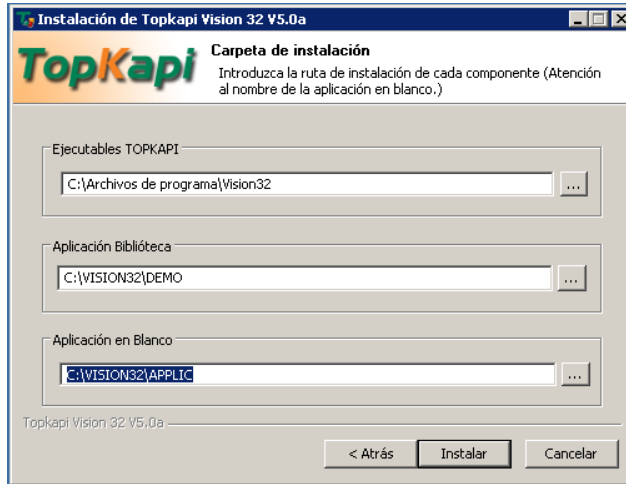 Instalación de Topkapi Vision 32 V5.0a
TopKapi
Carpeta de instalación
Introduzca la ruta de instalación de cada componente (Atención
al nombre de la aplicación en blanco.)
Ejecutables TOPKAPI
C:\Archivos de programa\Vision32
...
Aplicación Biblióteca
C:\VISION32\DEMO
...
Aplicación en Blanco
C:\VISION32\APPLIC
...
Topkapi Vision 32 V5.0a
< Atrás
Instalar
Cancelar